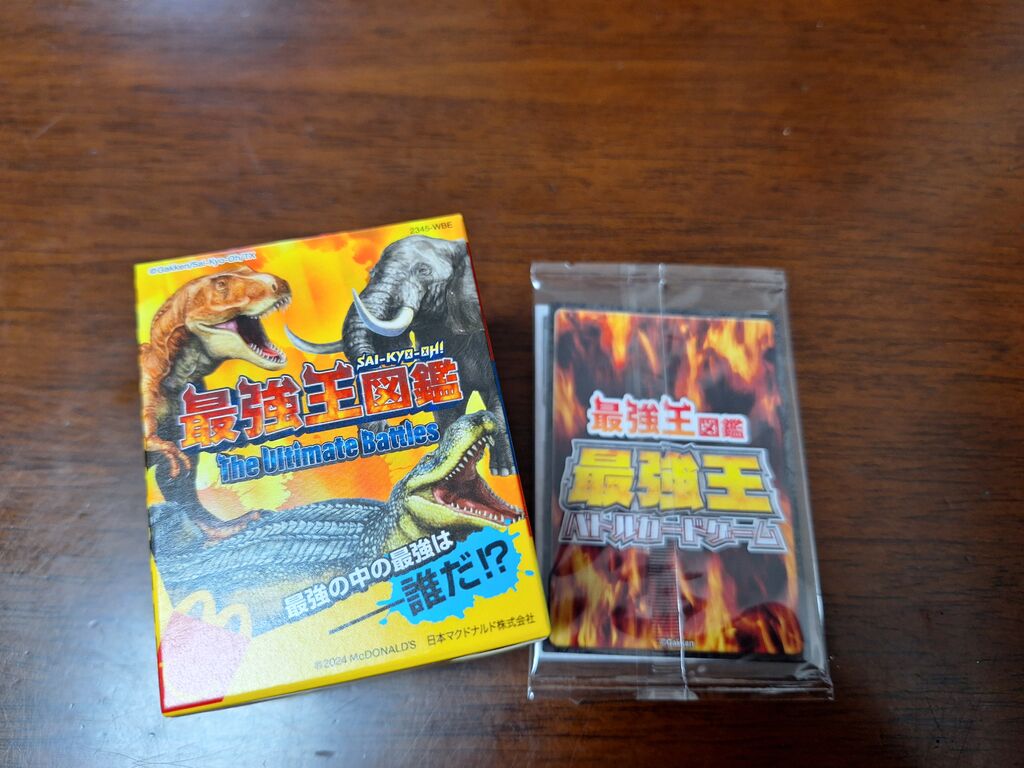 2345-WBE
©Gakken/Sai-Kyo-Oh/TX
SAI-KYO-OH!
最強王図鑑
The Ultimate Battles
最強の中の最強は
誰だ!?
©2024 McDONALD'S 日本マクドナルド株式会社
最強王図鑑
最強王
バトルカードゲーム
©Gakken